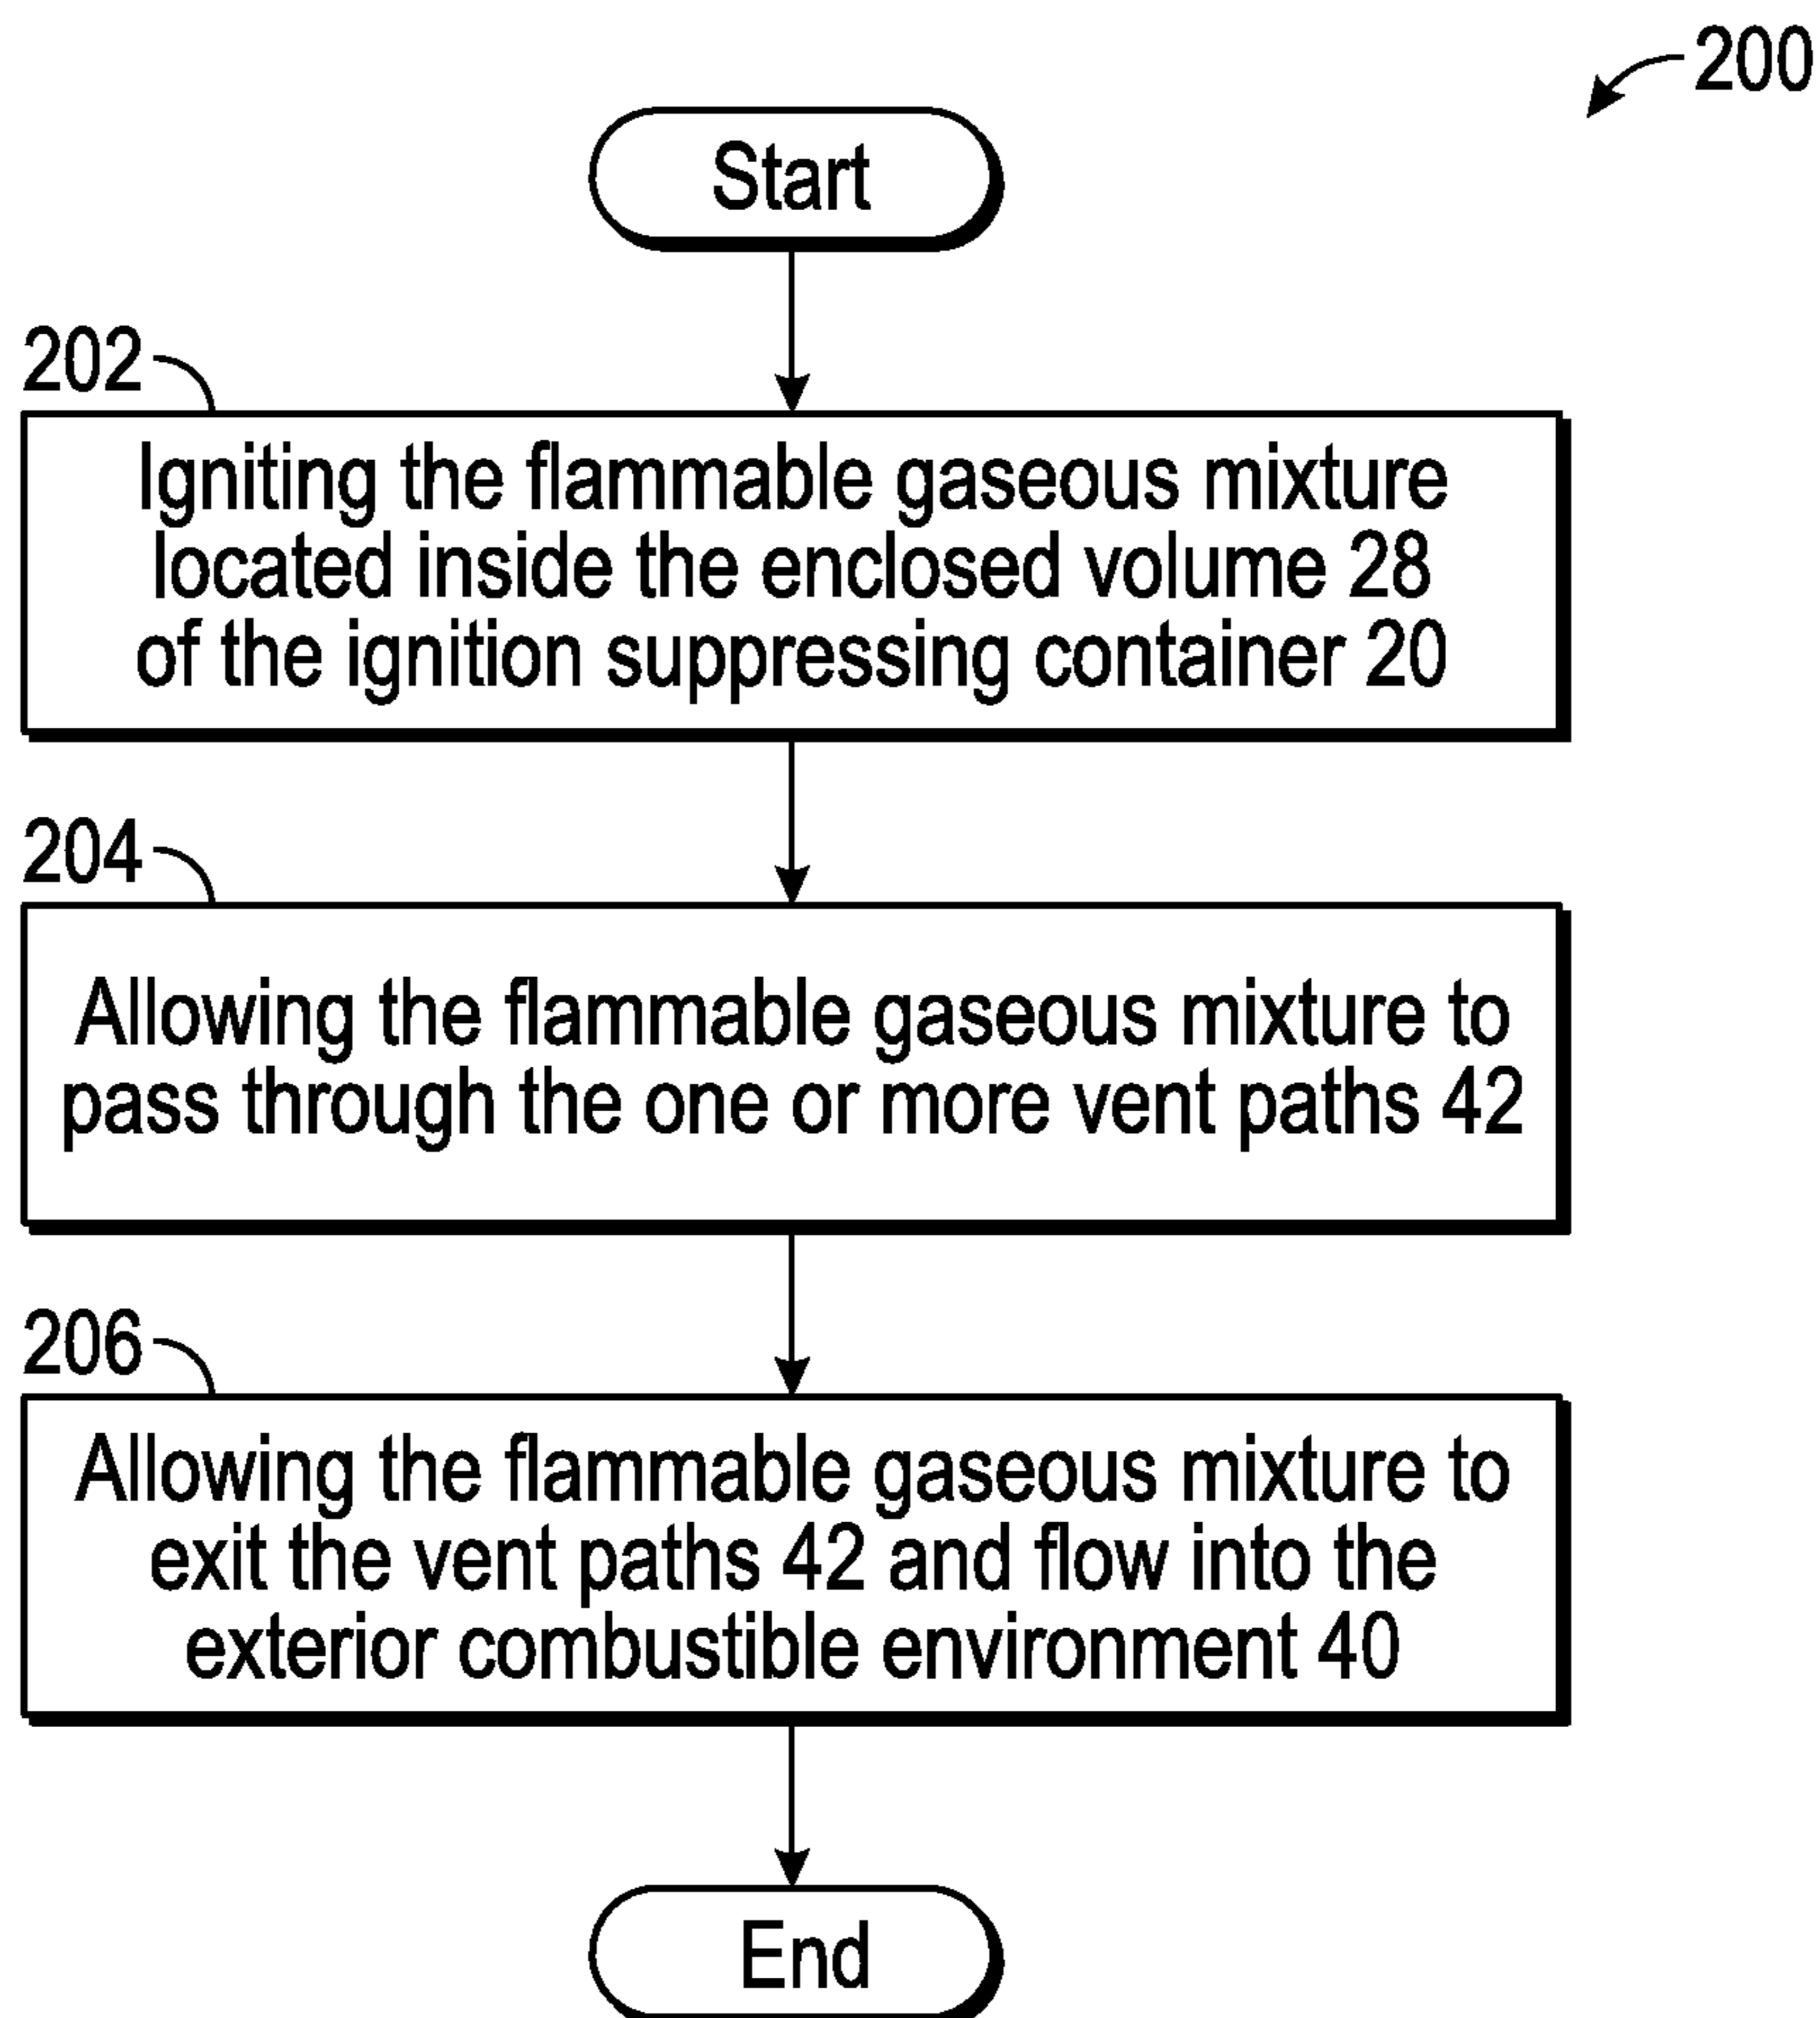 200
Start
202
Igniting the flammable gaseous mixture
located inside the enclosed volume 28
of the ignition suppressing container 20
204
Allowing the flammable gaseous mixture to
pass through the one or more vent paths 42
206
Allowing the flammable gaseous mixture to
exit the vent paths 42 and flow into the
exterior combustible environment 40
End